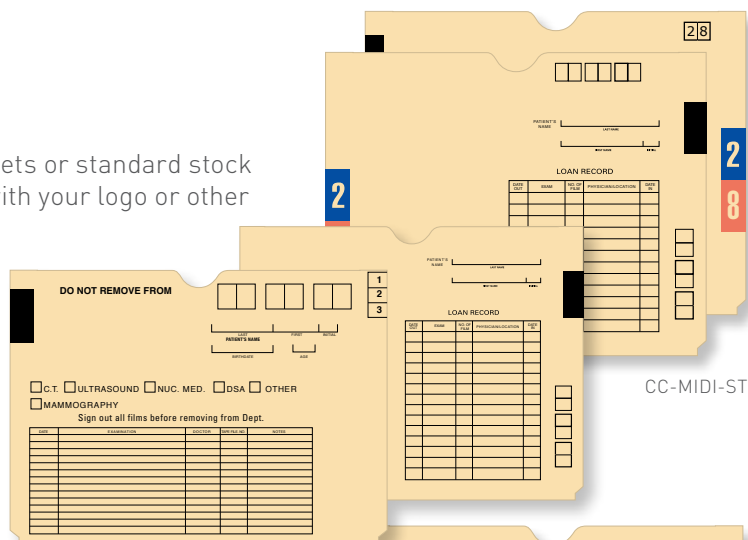 28
2
8
PATIENT'S
NAME
LAST NAME
FIRST NAME
INITIAL
LOAN RECORD
DATE OUT EXAM NO. OF FILM PHYSICIAN/LOCATION DATE IN
2
ets or standard stock
ith your logo or other
CC-MIDI-ST
PATIENT'S
NAME
LAST NAME
FIRST NAME
INITIAL
LOAN RECORD
DATE OUT EXAM NO. OF FILM PHYSICIAN/LOCATION DATE IN
DO NOT REMOVE FROM
1
2
3
LAST FIRST INITIAL
PATIENT'S NAME
BIRTHDATE AGE
C.T. ULTRASOUND NUC. MED. DSA OTHER
MAMMOGRAPHY
Sign out all films before removing from Dept.
DATE EXAMINATION DOCTOR NOTES